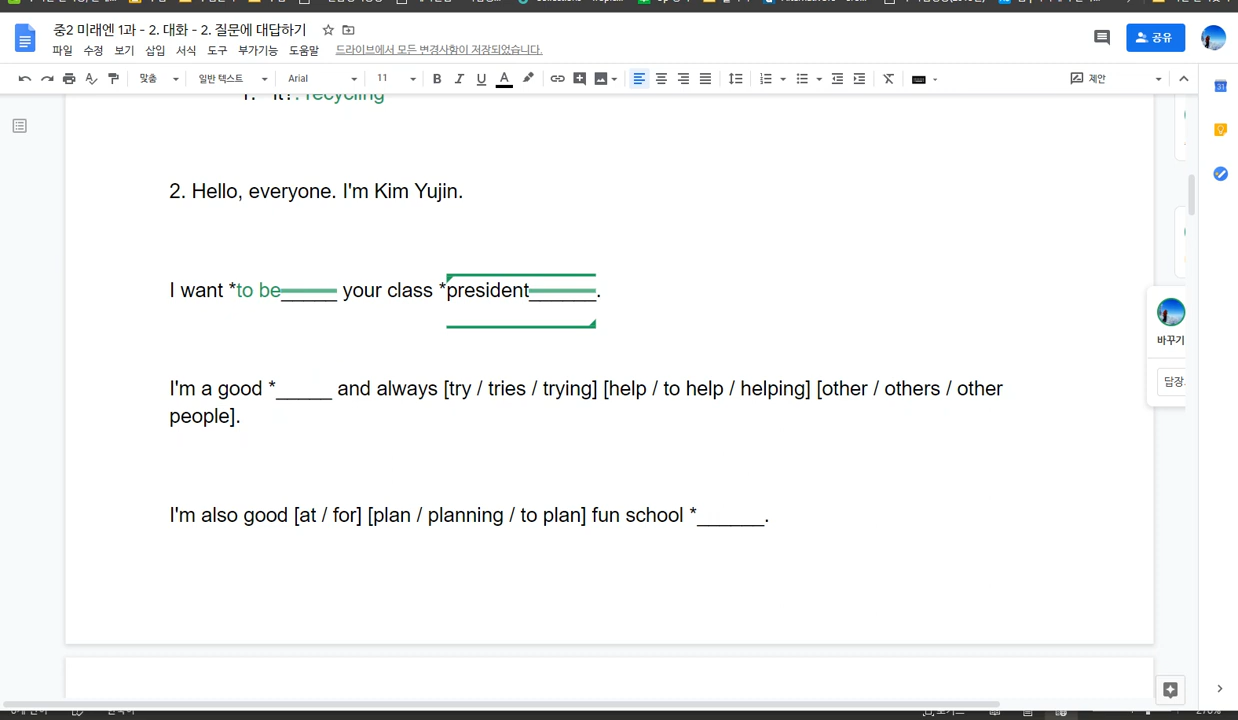 중2 미래엔 1과 - 2. 대화 - 2. 질문에 대답하기
공유
파일 수정 보기 삽입 서식 도구 부가기능 도움말 드라이브에서 모든 변경사항이 저장되었습니다.
맞춤 일반 텍스트 Arial 11 B I U A 제안
recycling
2. Hello, everyone. I'm Kim Yujin.
I want *to be_____ your class *president______.
바꾸기
I'm a good *_____ and always [try / tries / trying] [help / to help / helping] [other / others / other
people].
답장
I'm also good [at / for] [plan / planning / to plan] fun school *______.